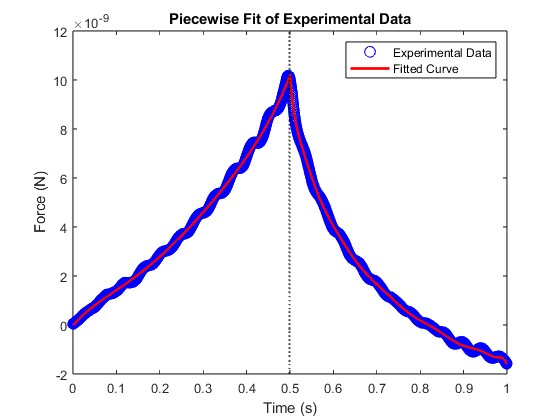 Piecewise Fit of Experimental Data
×10⁻⁹
12
10
8
6
4
2
0
-2
Force (N)
Experimental Data
Fitted Curve
0 0.1 0.2 0.3 0.4 0.5 0.6 0.7 0.8 0.9 1
Time (s)